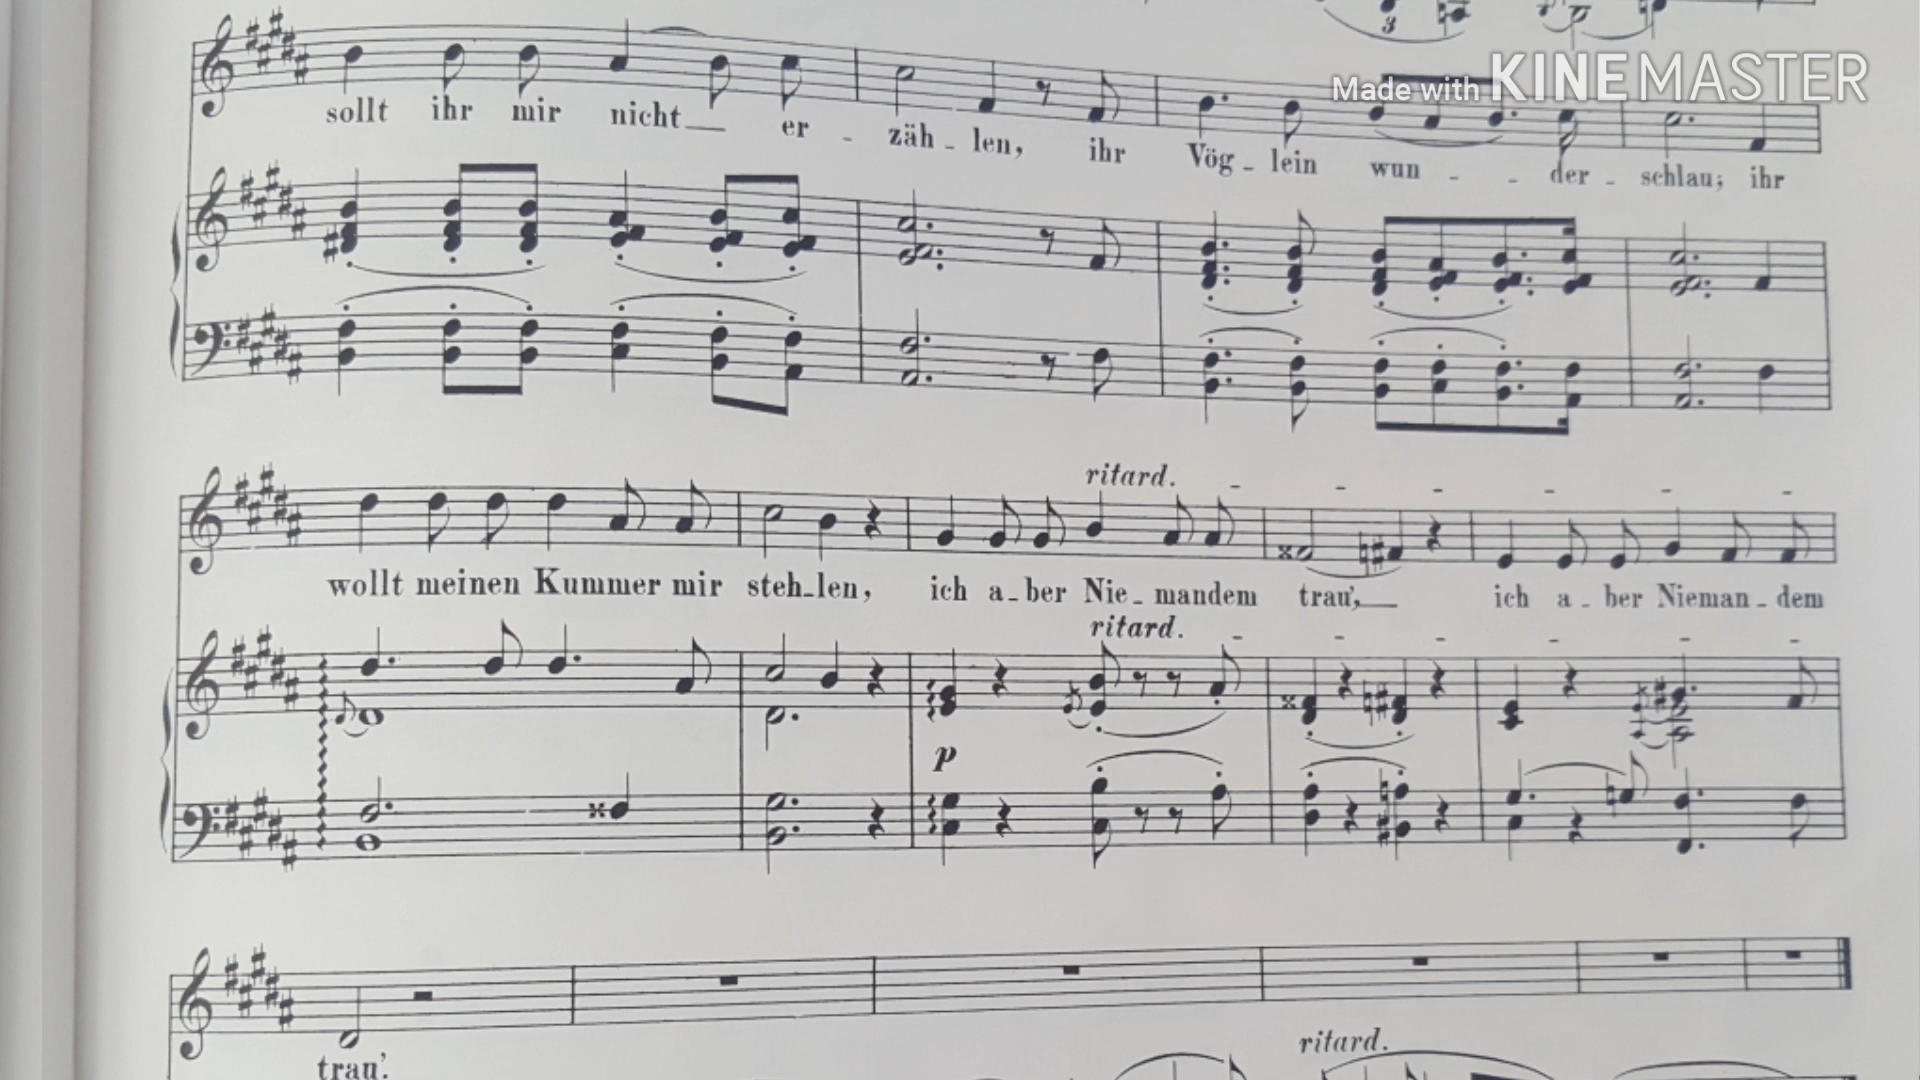 3
Made with KINEMASTER
sollt ihr mir nicht er - zäh - len, ihr Vög - lein wun - - der - schlau; ihr
ritard. - - - - - -
wollt meinen Kummer mir steh-len, ich a - ber Nie - mandem trau', ich a - ber Nieman - dem
ritard. - - - - - -
p
trau'.
ritard.